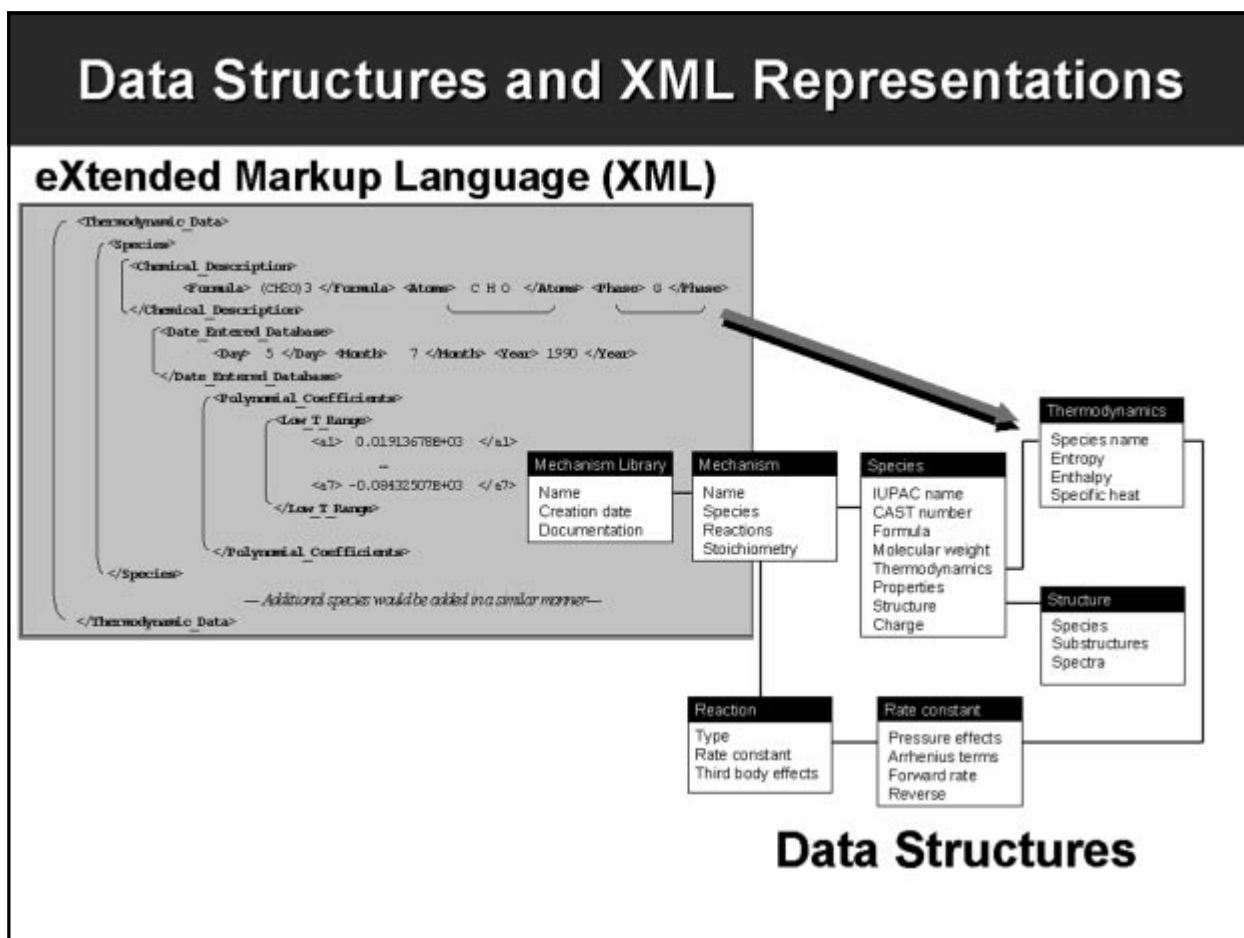 Data Structures and XML Representations
eXtended Markup Language (XML)
<Thermodynamic_Data>
<Species>
<Chemical_Description>
<Formula> (CH2O)3 </Formula> <Atoms> C H O </Atoms> <Phase> G </Phase>
</Chemical_Description>
<Date_Entered_Database>
<Day> 5 </Day> <Month> 7 </Month> <Year> 1990 </Year>
</Date_Entered_Database>
<Polynomial_Coefficients>
<Low_T_Range>
<a1> 0.01913678E+03 </a1>
…
<a7> -0.08432507E+03 </a7>
</Low_T_Range>
</Polynomial_Coefficients>
</Species>
— Additional species would be added in a similar manner—
</Thermodynamic_Data>
Mechanism Library
Name
Creation date
Documentation
Mechanism
Name
Species
Reactions
Stoichiometry
Species
IUPAC name
CAST number
Formula
Molecular weight
Thermodynamics
Properties
Structure
Charge
Thermodynamics
Species name
Entropy
Enthalpy
Specific heat
Structure
Species
Substructures
Spectra
Reaction
Type
Rate constant
Third body effects
Rate constant
Pressure effects
Arrhenius terms
Forward rate
Reverse
Data Structures